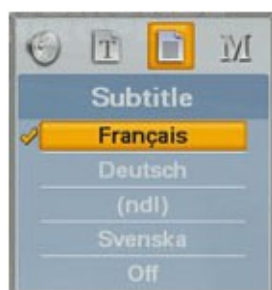 T M
Subtitle
Français
Deutsch
(ndl)
Svenska
Off